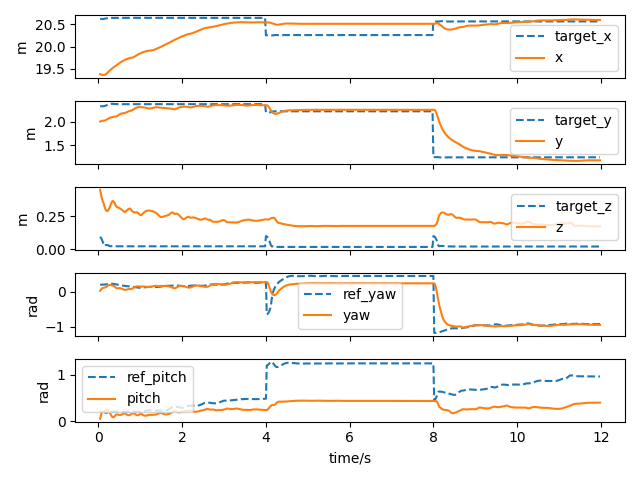 20.5
20.0
19.5
m
target_x
x
2.0
1.5
m
target_y
y
0.25
0.00
m
target_z
z
0
−1
rad
ref_yaw
yaw
1
0
rad
ref_pitch
pitch
0 2 4 6 8 10 12
time/s